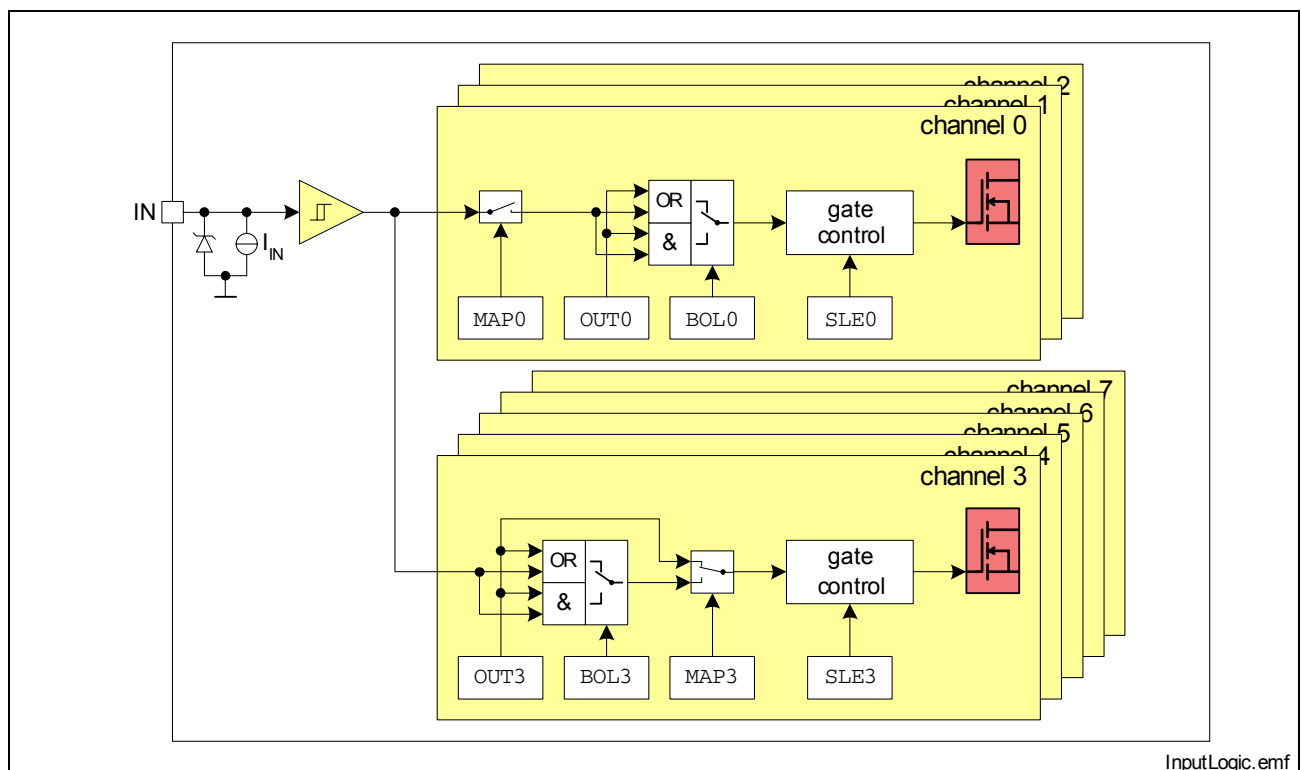 channel 2
channel 1
channel 0
IN
I_IN
OR
&
gate
control
MAP0
OUT0
BOL0
SLE0
channel 7
channel 6
channel 5
channel 4
channel 3
OR
&
gate
control
OUT3
BOL3
MAP3
SLE3
InputLogic.emf